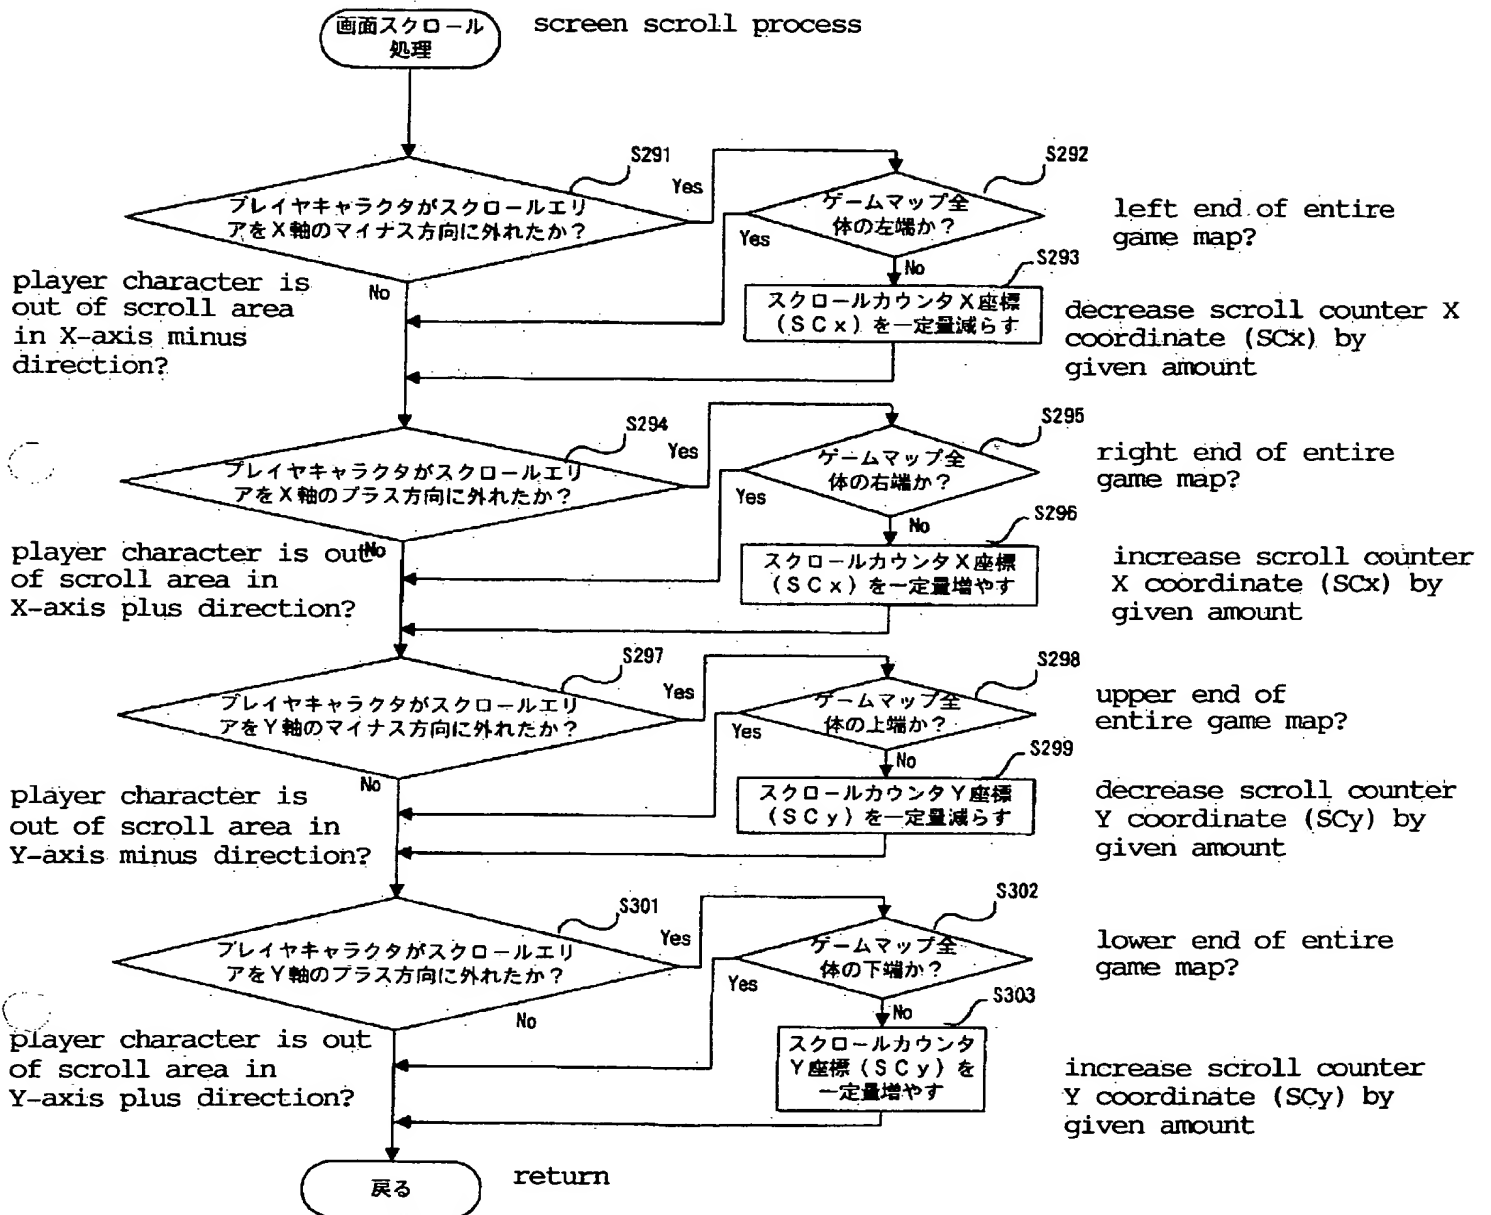 画面スクロール
処理
screen scroll process
S291
Yes
プレイヤキャラクタがスクロールエリ
アをX軸のマイナス方向に外れたか？
No
player character is
out of scroll area
in X-axis minus
direction?
S292
ゲームマップ全
体の左端か？
Yes
No
left end of entire
game map?
S293
スクロールカウンタX座標
(SCx)を一定量減らす
decrease scroll counter X
coordinate (SCx) by
given amount
S294
Yes
プレイヤキャラクタがスクロールエリ
アをX軸のプラス方向に外れたか？
No
player character is out
of scroll area in
X-axis plus direction?
S295
ゲームマップ全
体の右端か？
Yes
No
right end of entire
game map?
S296
スクロールカウンタX座標
(SCx)を一定量増やす
increase scroll counter
X coordinate (SCx) by
given amount
S297
Yes
プレイヤキャラクタがスクロールエリ
アをY軸のマイナス方向に外れたか？
No
player character is
out of scroll area in
Y-axis minus direction?
S298
ゲームマップ全
体の上端か？
Yes
No
upper end of
entire game map?
S299
スクロールカウンタY座標
(SCy)を一定量減らす
decrease scroll counter
Y coordinate (SCy) by
given amount
S301
Yes
プレイヤキャラクタがスクロールエリ
アをY軸のプラス方向に外れたか？
No
player character is out
of scroll area in
Y-axis plus direction?
S302
ゲームマップ全
体の下端か？
Yes
No
lower end of entire
game map?
S303
スクロールカウンタ
Y座標(SCy)を
一定量増やす
increase scroll counter
Y coordinate (SCy) by
given amount
戻る
return